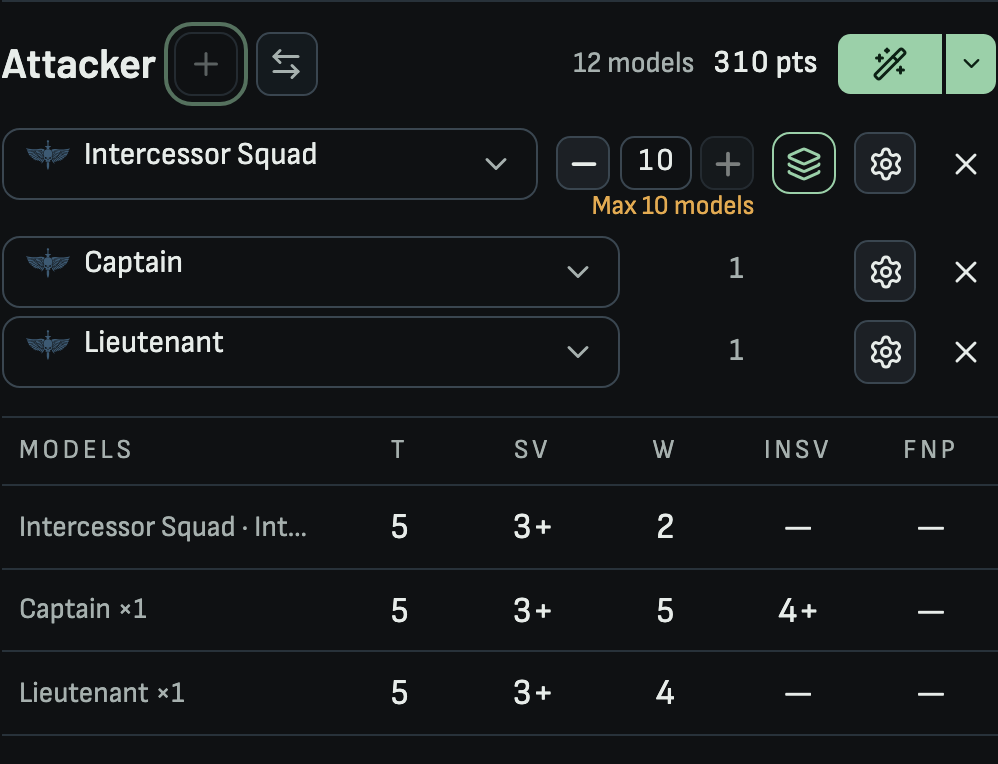 Attacker 12 models 310 pts
Intercessor Squad 10
Max 10 models
Captain 1
Lieutenant 1
MODELS T SV W INSV FNP
Intercessor Squad · Int... 5 3+ 2 — —
Captain ×1 5 3+ 5 4+ —
Lieutenant ×1 5 3+ 4 — —